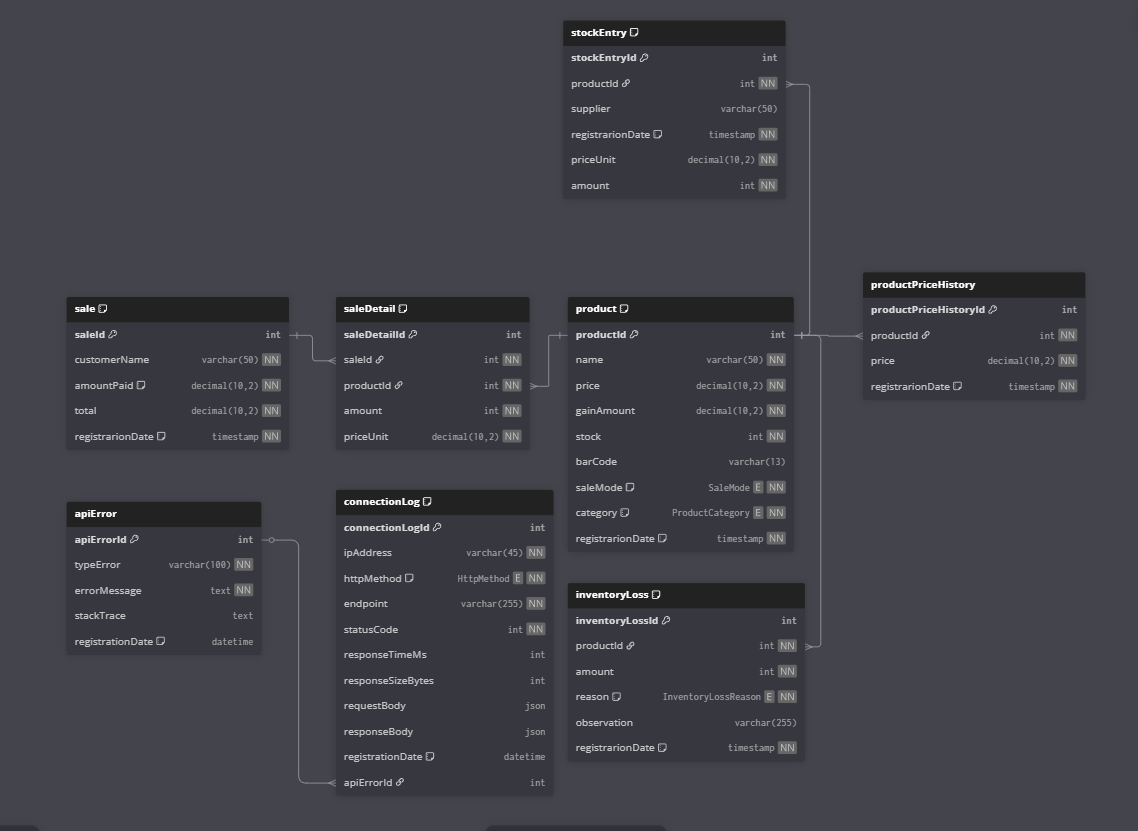 stockEntry
stockEntryId int
productId int NN
supplier varchar(50)
registrarionDate timestamp NN
priceUnit decimal(10,2) NN
amount int NN
sale
saleId int
customerName varchar(50) NN
amountPaid decimal(10,2) NN
total decimal(10,2) NN
registrarionDate timestamp NN
saleDetail
saleDetailId int
saleId int NN
productId int NN
amount int NN
priceUnit decimal(10,2) NN
product
productId int
name varchar(50) NN
price decimal(10,2) NN
gainAmount decimal(10,2) NN
stock int NN
barCode varchar(13)
saleMode SaleMode E NN
category ProductCategory E NN
registrarionDate timestamp NN
productPriceHistory
productPriceHistoryId int
productId int NN
price decimal(10,2) NN
registrarionDate timestamp NN
apiError
apiErrorId int
typeError varchar(100) NN
errorMessage text NN
stackTrace text
registrationDate datetime
connectionLog
connectionLogId int
ipAddress varchar(45) NN
httpMethod HttpMethod E NN
endpoint varchar(255) NN
statusCode int NN
responseTimeMs int
responseSizeBytes int
requestBody json
responseBody json
registrationDate datetime
apiErrorId int
inventoryLoss
inventoryLossId int
productId int NN
amount int NN
reason InventoryLossReason E NN
observation varchar(255)
registrarionDate timestamp NN